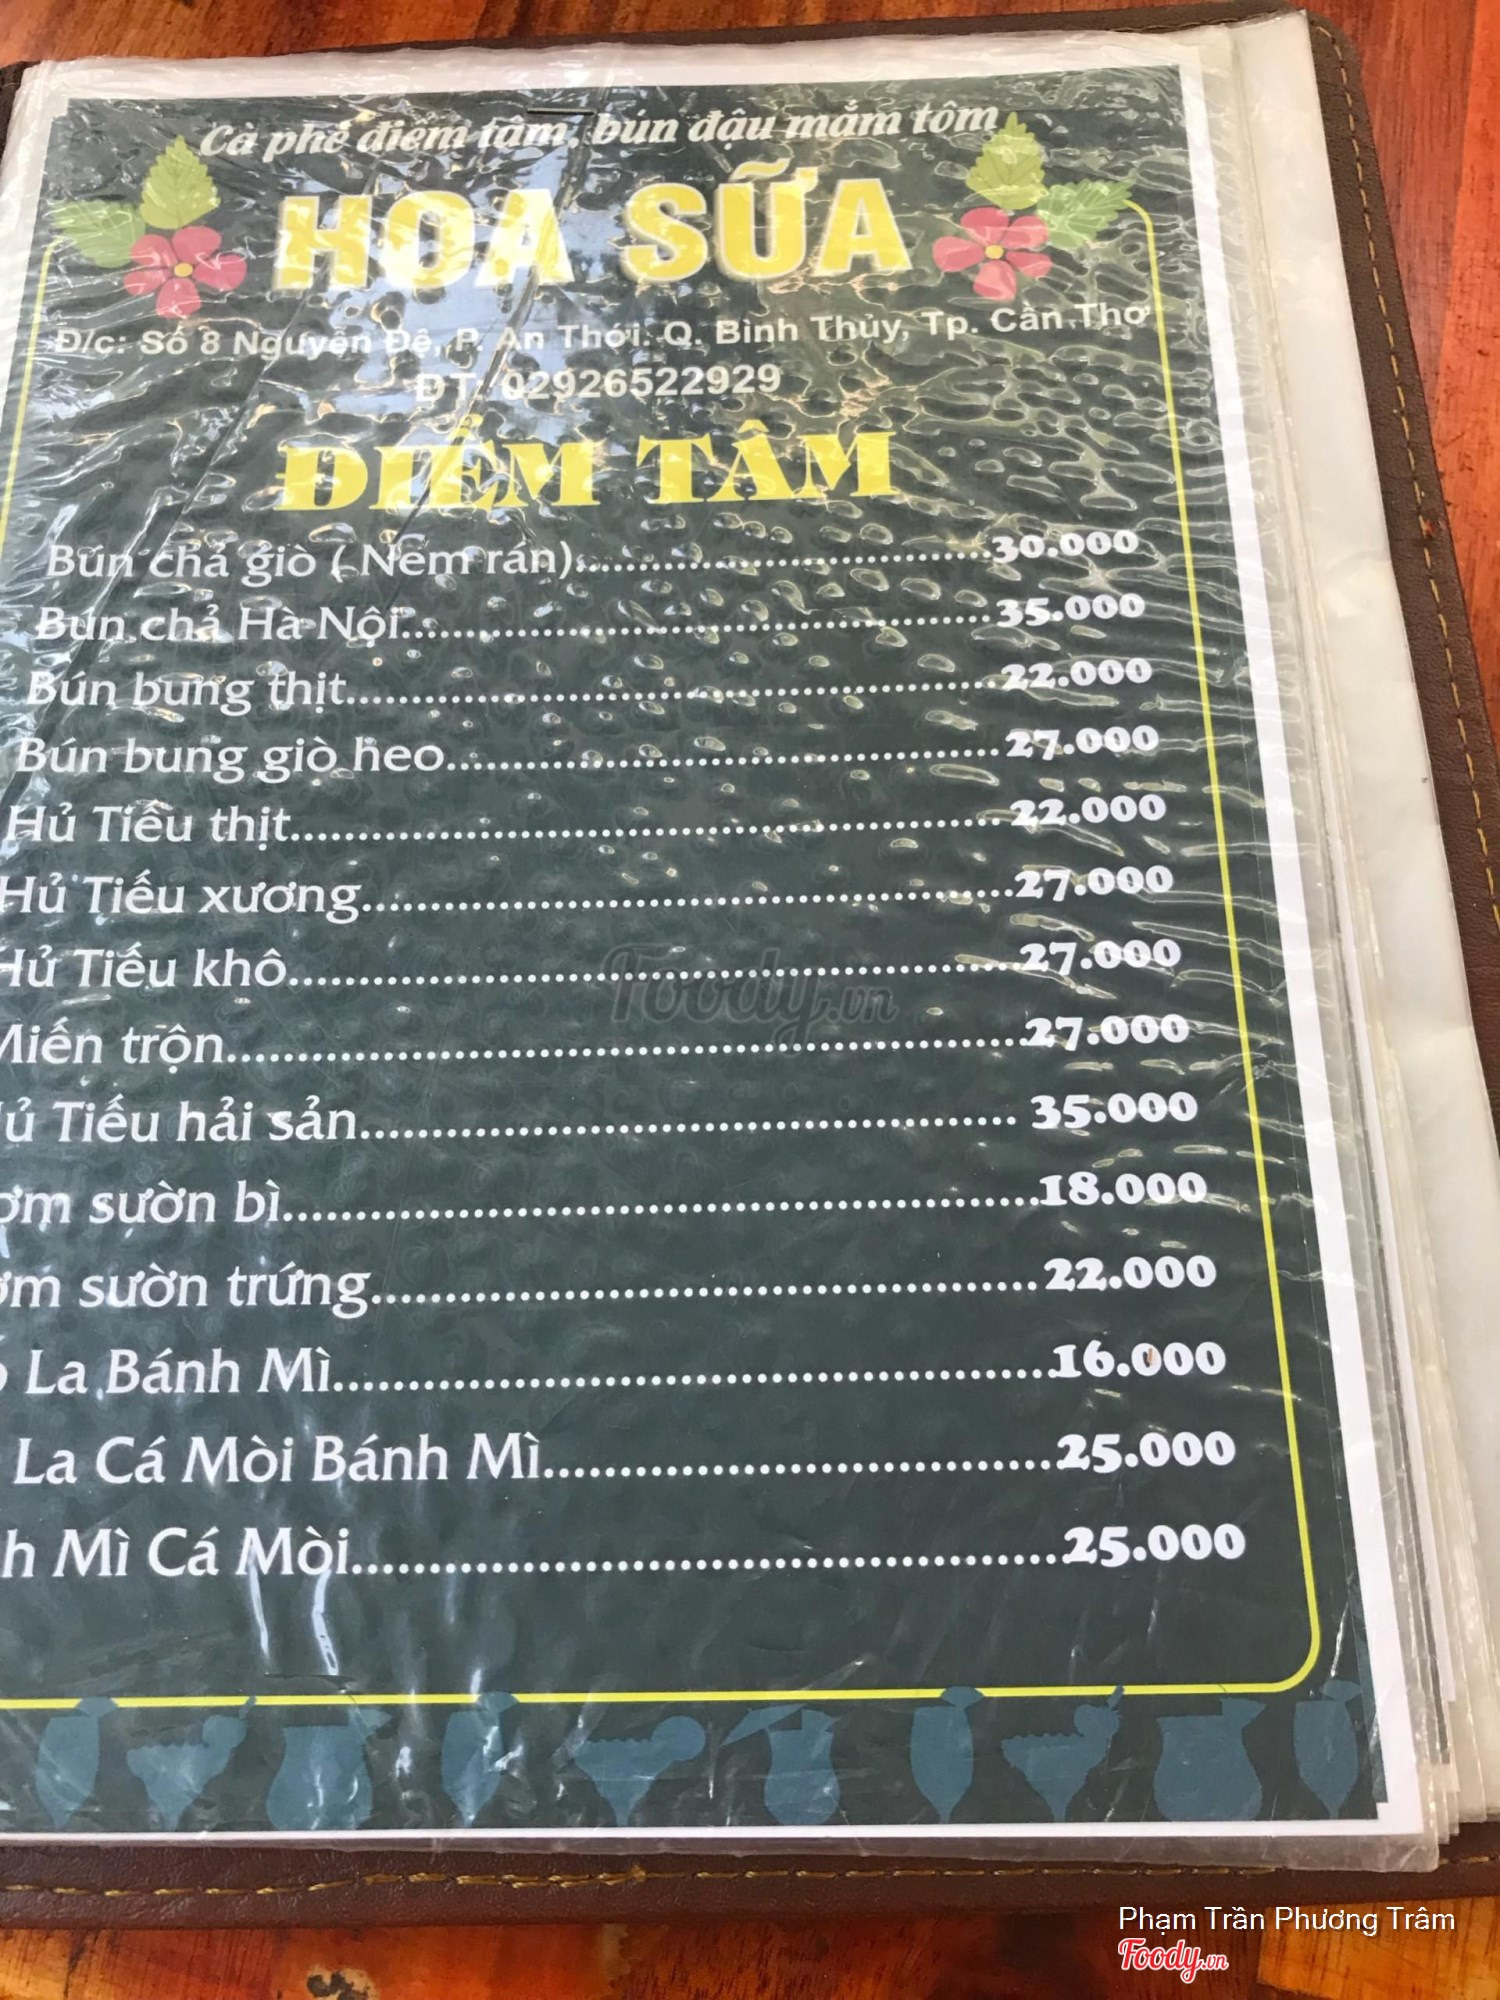 Cà phê điểm tâm, bún đậu mắm tôm
HOA SỮA
Đ/c: Số 8 Nguyễn Đệ, P. An Thới. Q. Bình Thủy, Tp. Cần Thơ
ĐT: 02926522929
ĐIỂM TÂM
Bún chả giò ( Nem rán)......30.000
Bún chả Hà Nội......35.000
Bún bung thịt......22.000
Bún bung giò heo......27.000
Hủ Tiếu thịt......22.000
Hủ Tiếu xương......27.000
Hủ Tiếu khô......27.000
Miến trộn......27.000
Tiếu hải sản...... 35.000
sườn bì......18.000
sườn trứng......22.000
La Bánh Mì......16.000
La Cá Mòi Bánh Mì......25.000
Mì Cá Mòi......25.000
Foody.vn
Phạm Trần Phương Trâm
Foody.vn